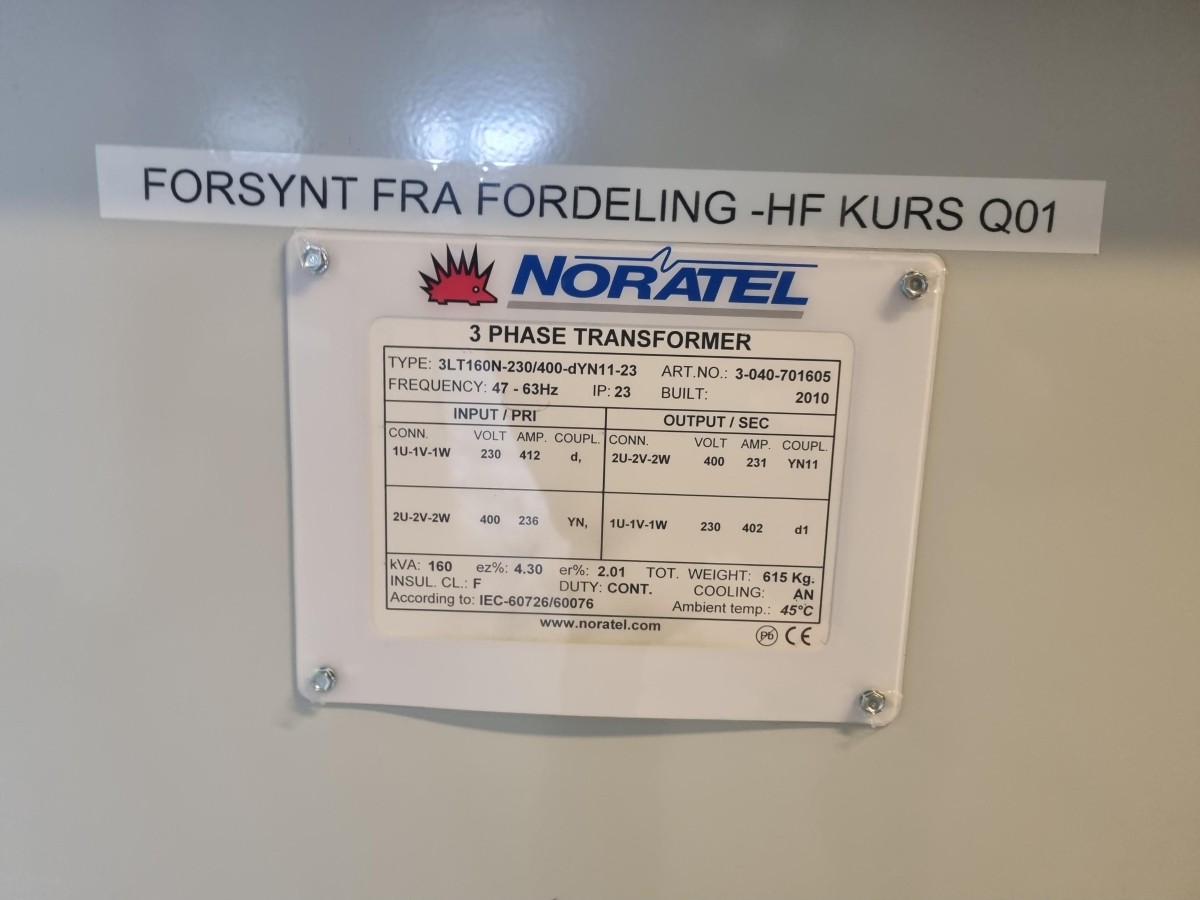 FORSYNT FRA FORDELING -HF KURS Q01
NORATEL
3 PHASE TRANSFORMER
TYPE: 3LT160N-230/400-dYN11-23 ART.NO.: 3-040-701605
FREQUENCY: 47 - 63Hz IP: 23 BUILT: 2010
INPUT / PRI OUTPUT / SEC
CONN. VOLT AMP. COUPL. CONN. VOLT AMP. COUPL.
1U-1V-1W 230 412 d, 2U-2V-2W 400 231 YN11
2U-2V-2W 400 236 YN, 1U-1V-1W 230 402 d1
kVA: 160 ez%: 4.30 er%: 2.01 TOT. WEIGHT: 615 Kg.
INSUL. CL.: F DUTY: CONT. COOLING: AN
According to: IEC-60726/60076 Ambient temp.: 45°C
www.noratel.com
Pb CE